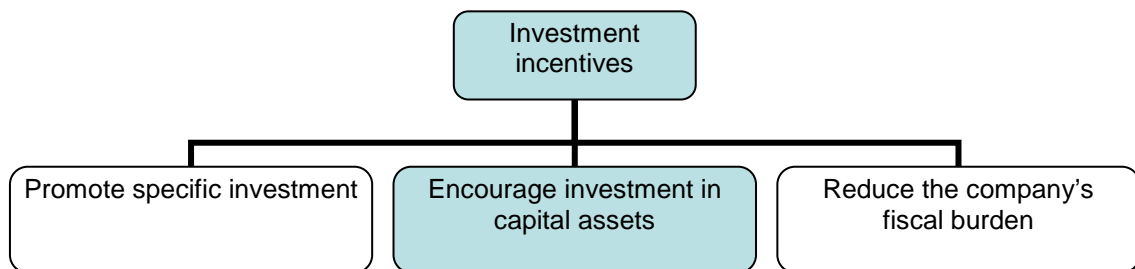 Investment
incentives
Promote specific investment
Encourage investment in
capital assets
Reduce the company's
fiscal burden